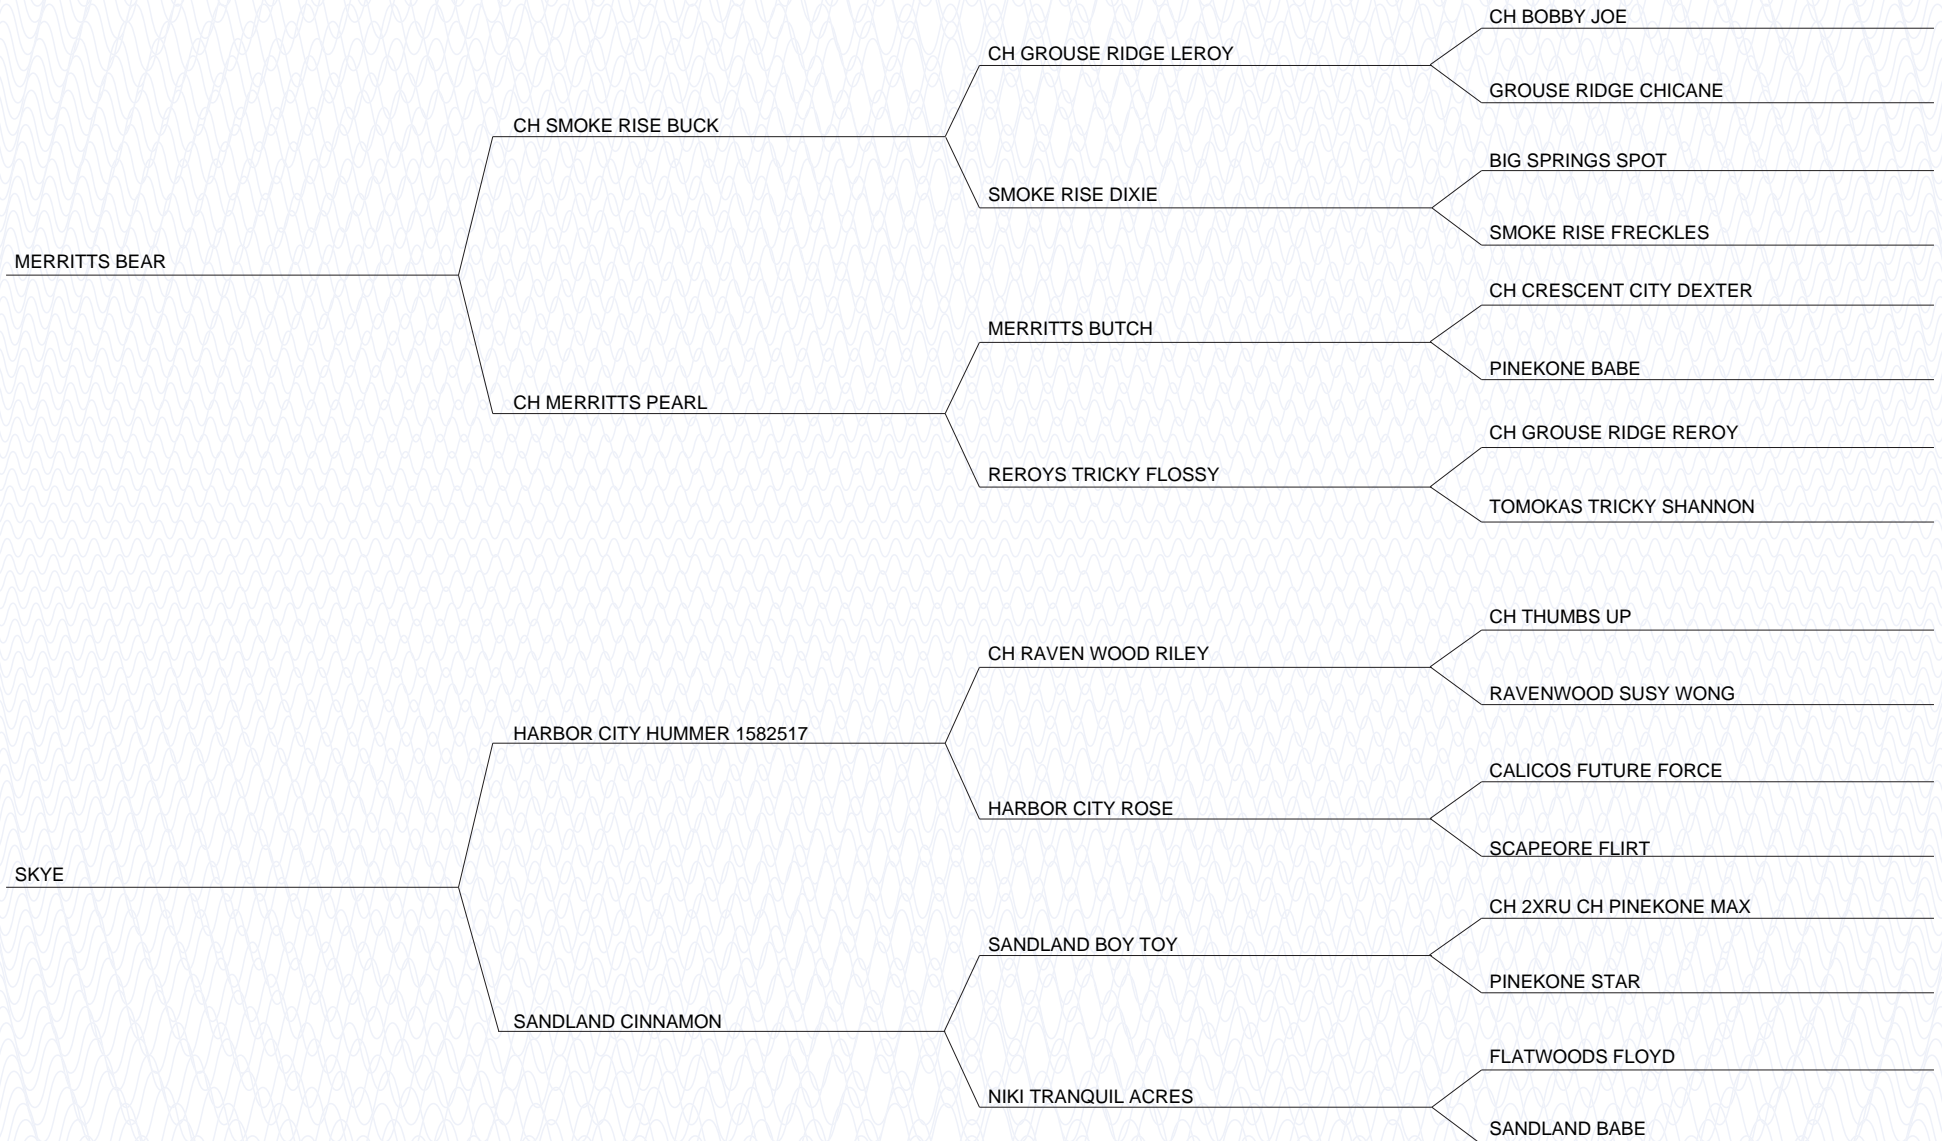 CH BOBBY JOE
CH GROUSE RIDGE LEROY
GROUSE RIDGE CHICANE
CH SMOKE RISE BUCK
BIG SPRINGS SPOT
SMOKE RISE DIXIE
SMOKE RISE FRECKLES
MERRITTS BEAR
CH CRESCENT CITY DEXTER
MERRITTS BUTCH
PINEKONE BABE
CH MERRITTS PEARL
CH GROUSE RIDGE REROY
REROYS TRICKY FLOSSY
TOMOKAS TRICKY SHANNON
CH THUMBS UP
CH RAVEN WOOD RILEY
RAVENWOOD SUSY WONG
HARBOR CITY HUMMER 1582517
CALICOS FUTURE FORCE
HARBOR CITY ROSE
SCAPEORE FLIRT
SKYE
CH 2XRU CH PINEKONE MAX
SANDLAND BOY TOY
PINEKONE STAR
SANDLAND CINNAMON
FLATWOODS FLOYD
NIKI TRANQUIL ACRES
SANDLAND BABE